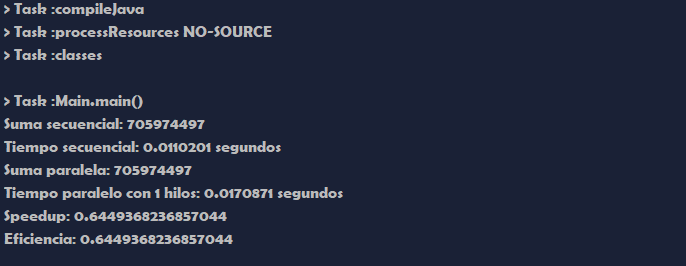 > Task :compileJava
> Task :processResources NO-SOURCE
> Task :classes
> Task :Main.main()
Suma secuencial: 705974497
Tiempo secuencial: 0.0110201 segundos
Suma paralela: 705974497
Tiempo paralelo con 1 hilos: 0.0170871 segundos
Speedup: 0.6449368236857044
Eficiencia: 0.6449368236857044